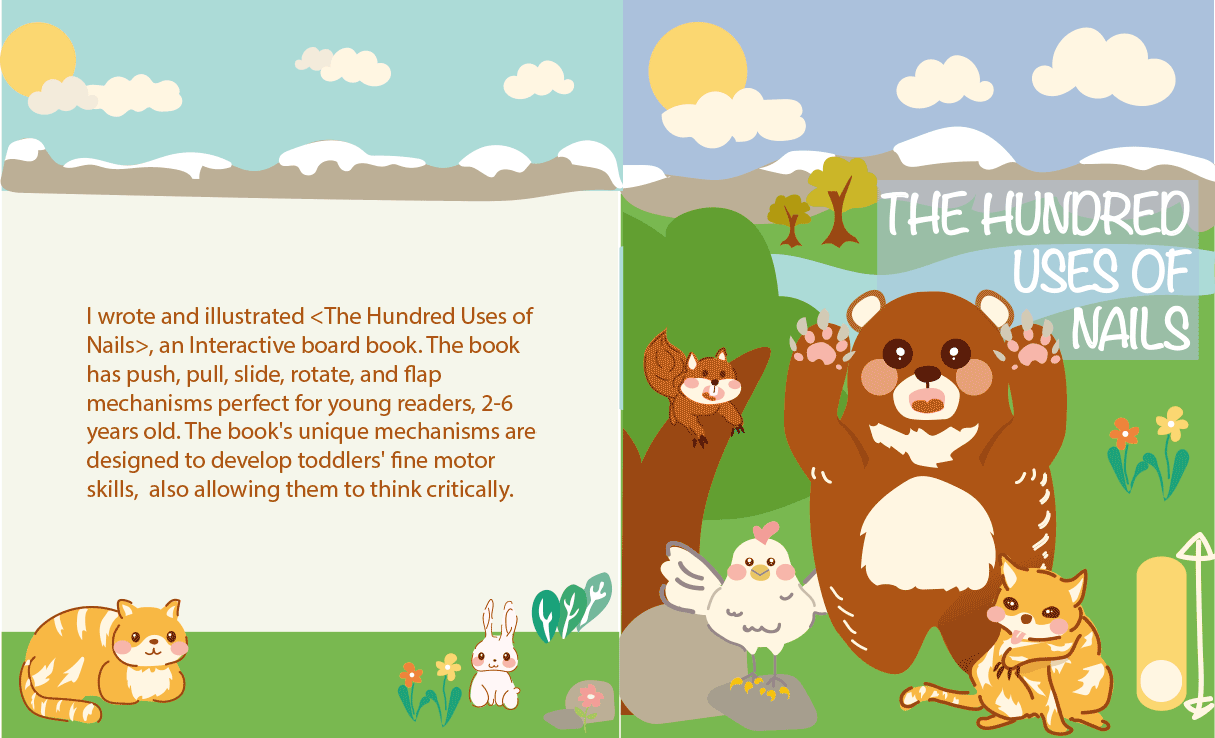 I wrote and illustrated <The Hundred Uses of
Nails>, an Interactive board book. The book
has push, pull, slide, rotate, and flap
mechanisms perfect for young readers, 2-6
years old. The book's unique mechanisms are
designed to develop toddlers' fine motor
skills,  also allowing them to think critically.
THE HUNDRED
USES OF
NAILS